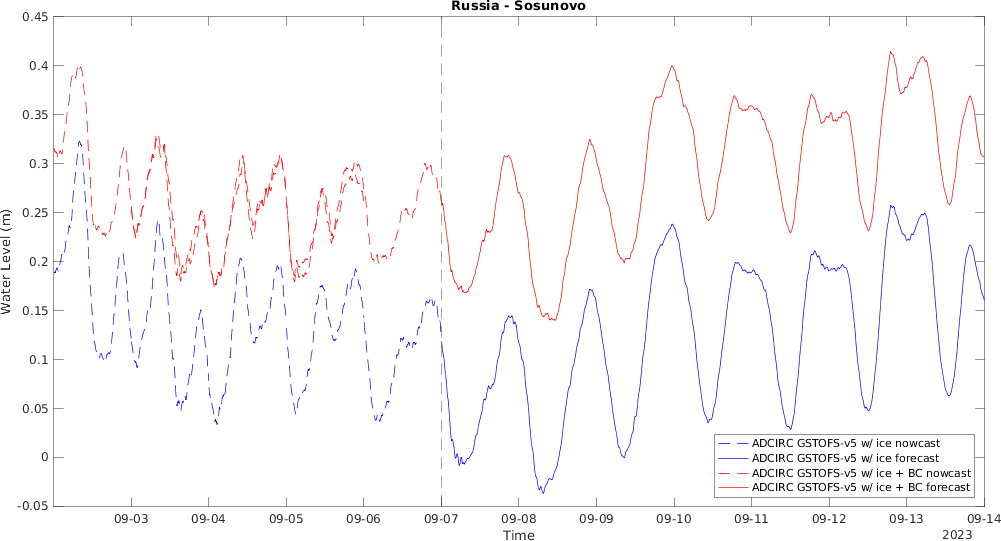 Russia - Sosunovo
0.45
0.4
0.35
0.3
0.25
0.2
0.15
0.1
0.05
0
-0.05
Water Level (m)
ADCIRC GSTOFS-v5 w/ ice nowcast
ADCIRC GSTOFS-v5 w/ ice forecast
ADCIRC GSTOFS-v5 w/ ice + BC nowcast
ADCIRC GSTOFS-v5 w/ ice + BC forecast
09-03 09-04 09-05 09-06 09-07 09-08 09-09 09-10 09-11 09-12 09-13 09-14
Time
2023